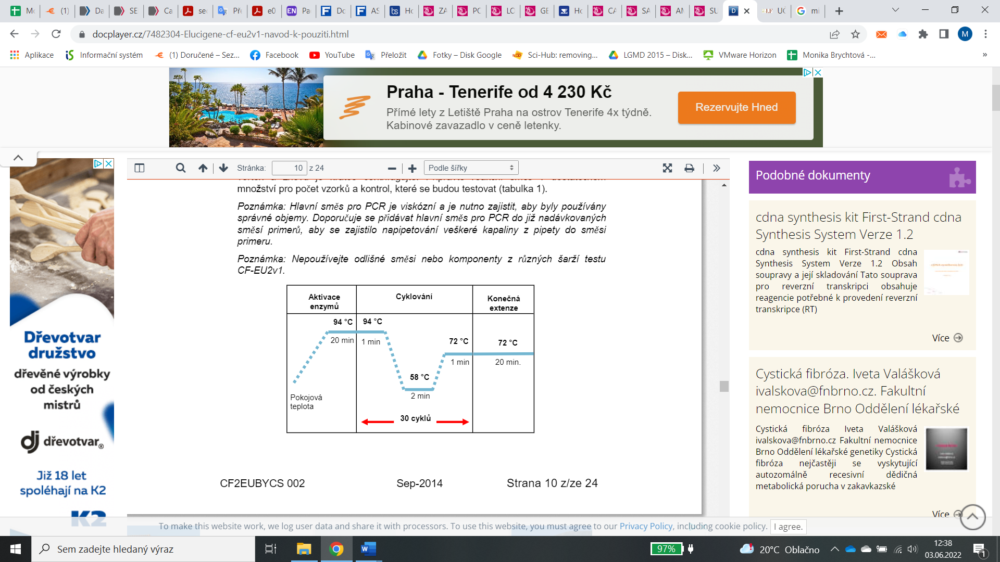 Mo
(1)
Da
SE
Ca
sec
Pře
e0
EN Pa
Do
AS
bs Ho
ZA
PO
LO
GE
Ho
CA
SA
AN
SU
D
UČ
mi
docplayer.cz/7482304-Elucigene-cf-eu2v1-navod-k-pouziti.html
M
Aplikace
Informační systém
(1) Doručené – Sez...
Facebook
YouTube
Přeložit
Fotky – Disk Google
Sci-Hub: removing...
LGMD 2015 – Disk...
VMware Horizon
Monika Brychtová -...
»
Praha - Tenerife od 4 230 Kč
Přímé lety z Letiště Praha na ostrov Tenerife 4x týdně.
Kabinové zavazadlo v ceně letenky.
Rezervujte Hned
Stránka: 10 z 24
Podle šířky
množství pro počet vzorků a kontrol, které se budou testovat (tabulka 1).
Poznámka: Hlavní směs pro PCR je viskózní a je nutno zajistit, aby byly používány
správné objemy. Doporučuje se přidávat hlavní směs pro PCR do již nadávkovaných
směsí primerů, aby se zajistilo napipetování veškeré kapaliny z pipety do směsi
primeru.
Poznámka: Nepoužívejte odlišné směsi nebo komponenty z různých šarží testu
CF-EU2v1.
Aktivace
enzymů
Cyklování
Konečná
extenze
94 °C
94 °C
20 min
1 min
72 °C
72 °C
1 min
20 min.
58 °C
2 min
Pokojová
teplota
30 cyklů
CF2EUBYCS 002
Sep-2014
Strana 10 z/ze 24
Dřevotvar
družstvo
dřevěné výrobky
od českých
mistrů
dj dřevotvar®
Již 18 let
spoléhají na K2
K2
Podobné dokumenty
cdna synthesis kit First-Strand cdna
Synthesis System Verze 1.2
cdna synthesis kit First-Strand cdna
Synthesis System Verze 1.2 Obsah
soupravy a její skladování Tato souprava
pro reverzní transkripci obsahuje
reagencie potřebné k provedení reverzní
transkripce (RT)
Více
Cystická fibróza. Iveta Valášková
ivalskova@fnbrno.cz. Fakultní
nemocnice Brno Oddělení lékařské
Cystická fibróza Iveta Valášková
ivalskova@fnbrno.cz Fakultní nemocnice
Brno Oddělení lékařské genetiky Cystická
fibróza nejčastěji se vyskytující
autozomálně recesivní dědičná
metabolická porucha v zakavkazské
Více
To make this website work, we log user data and share it with processors. To use this website, you must agree to our Privacy Policy, including cookie policy.
I agree.
Sem zadejte hledaný výraz
97%
20°C Oblačno
12:38
03.06.2022
1